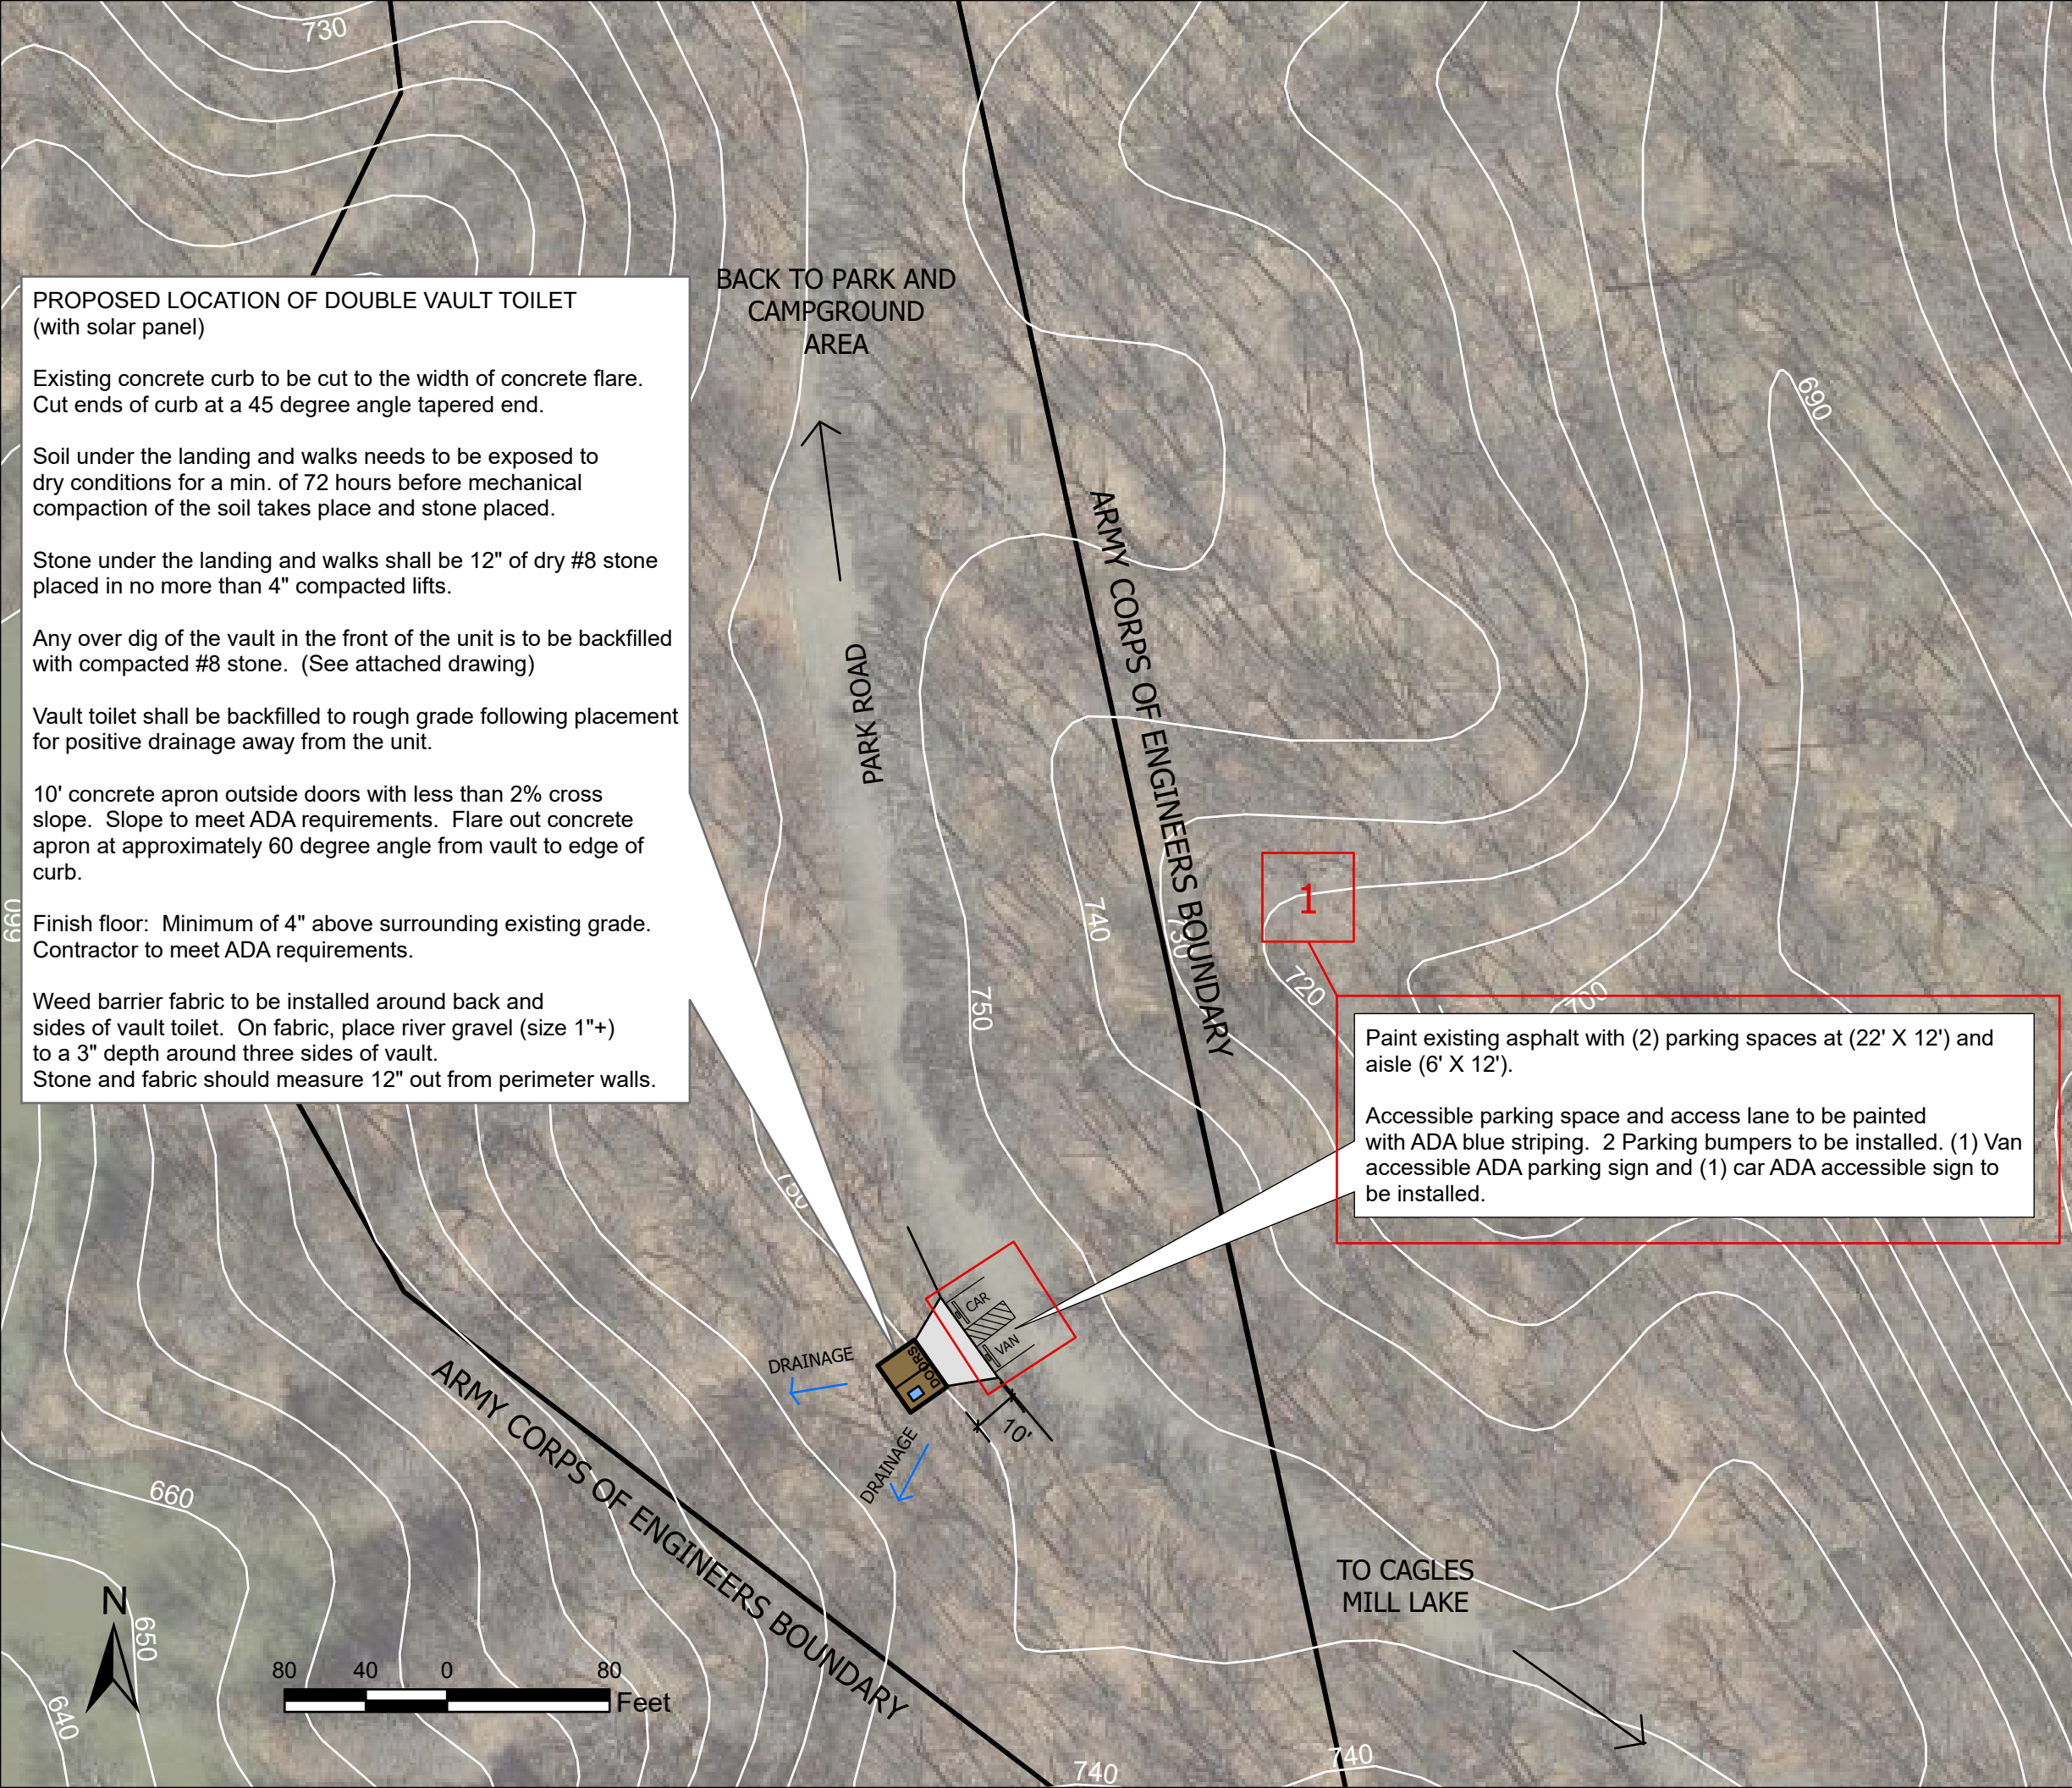 730
BACK TO PARK AND
CAMPGROUND
AREA
PROPOSED LOCATION OF DOUBLE VAULT TOILET
(with solar panel)
Existing concrete curb to be cut to the width of concrete flare.
Cut ends of curb at a 45 degree angle tapered end.
Soil under the landing and walks needs to be exposed to
dry conditions for a min. of 72 hours before mechanical
compaction of the soil takes place and stone placed.
Stone under the landing and walks shall be 12" of dry #8 stone
placed in no more than 4" compacted lifts.
Any over dig of the vault in the front of the unit is to be backfilled
with compacted #8 stone.  (See attached drawing)
Vault toilet shall be backfilled to rough grade following placement
for positive drainage away from the unit.
10' concrete apron outside doors with less than 2% cross
slope.  Slope to meet ADA requirements.  Flare out concrete
apron at approximately 60 degree angle from vault to edge of
curb.
Finish floor:  Minimum of 4" above surrounding existing grade.
Contractor to meet ADA requirements.
Weed barrier fabric to be installed around back and
sides of vault toilet.  On fabric, place river gravel (size 1"+)
to a 3" depth around three sides of vault.
Stone and fabric should measure 12" out from perimeter walls.
690
PARK ROAD
ARMY CORPS OF ENGINEERS BOUNDARY
690
740
730
1
720
700
750
Paint existing asphalt with (2) parking spaces at (22' X 12') and
aisle (6' X 12').
Accessible parking space and access lane to be painted
with ADA blue striping.  2 Parking bumpers to be installed. (1) Van
accessible ADA parking sign and (1) car ADA accessible sign to
be installed.
750
CAR
VAN
DOORS
DRAINAGE
10'
DRAINAGE
ARMY CORPS OF ENGINEERS BOUNDARY
660
TO CAGLES
MILL LAKE
N
650
640
80 40 0 80
Feet
740
740